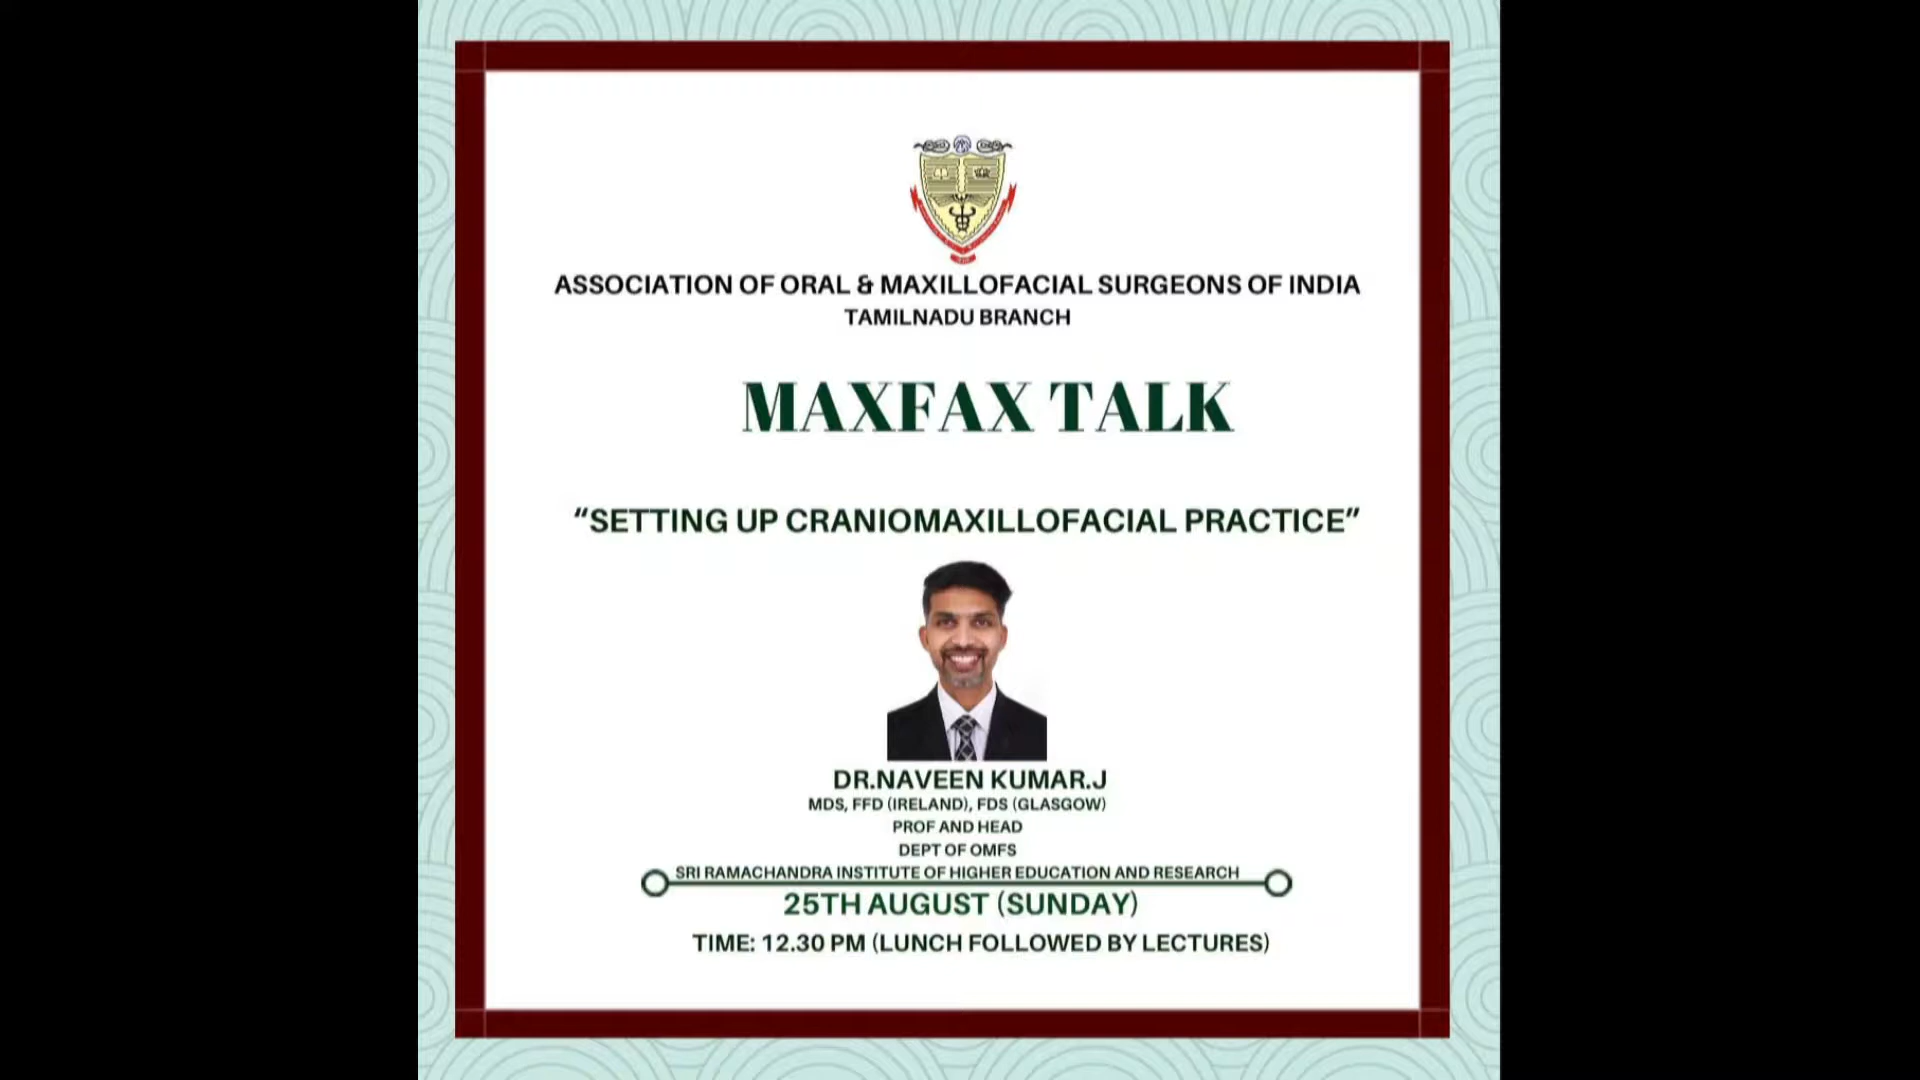 ASSOCIATION OF ORAL & MAXILLOFACIAL SURGEONS OF INDIA
TAMILNADU BRANCH
MAXFAX TALK
“SETTING UP CRANIOMAXILLOFACIAL PRACTICE”
DR.NAVEEN KUMAR.J
MDS, FFD (IRELAND), FDS (GLASGOW)
PROF AND HEAD
DEPT OF OMFS
SRI RAMACHANDRA INSTITUTE OF HIGHER EDUCATION AND RESEARCH
25TH AUGUST (SUNDAY)
TIME: 12.30 PM (LUNCH FOLLOWED BY LECTURES)